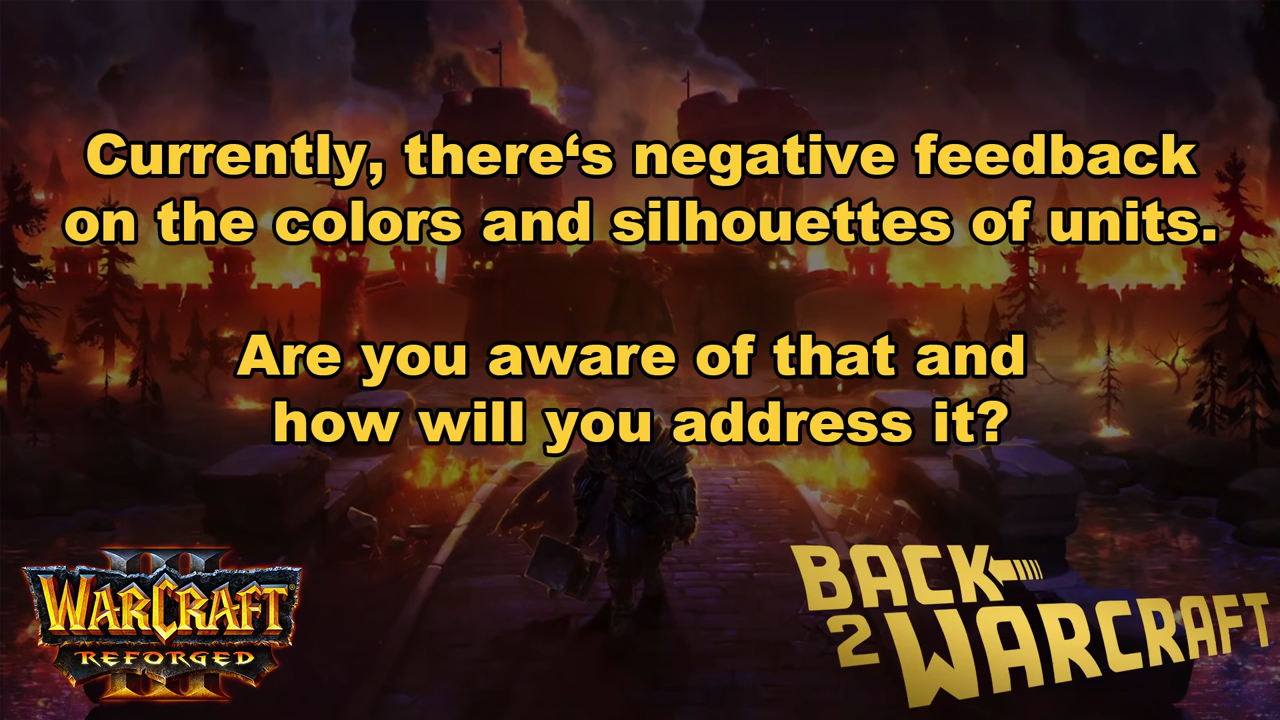 Currently, there‘s negative feedback
on the colors and silhouettes of units.
Are you aware of that and
how will you address it?
III
WARCRAFT
REFORGED
BACK
2 WARCRAFT